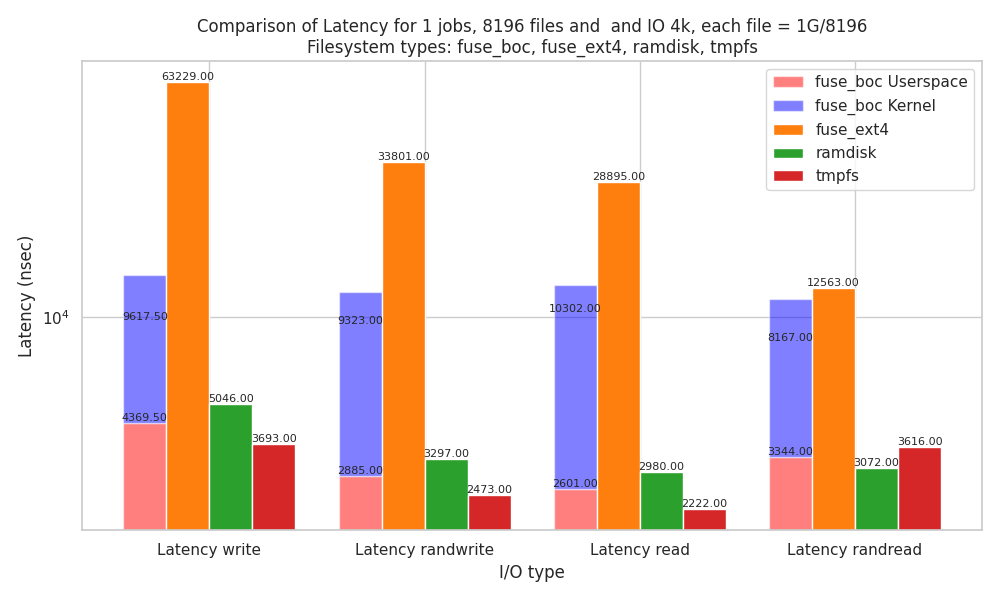 Comparison of Latency for 1 jobs, 8196 files and  and IO 4k, each file = 1G/8196
Filesystem types: fuse_boc, fuse_ext4, ramdisk, tmpfs
fuse_boc Userspace
fuse_boc Kernel
fuse_ext4
ramdisk
tmpfs
63229.00
33801.00
28895.00
12563.00
9617.50
9323.00
10302.00
8167.00
4369.50
5046.00
3693.00
2885.00
3297.00
2473.00
2601.00
2980.00
2222.00
3344.00
3072.00
3616.00
10⁴
Latency (nsec)
Latency write
Latency randwrite
Latency read
Latency randread
I/O type